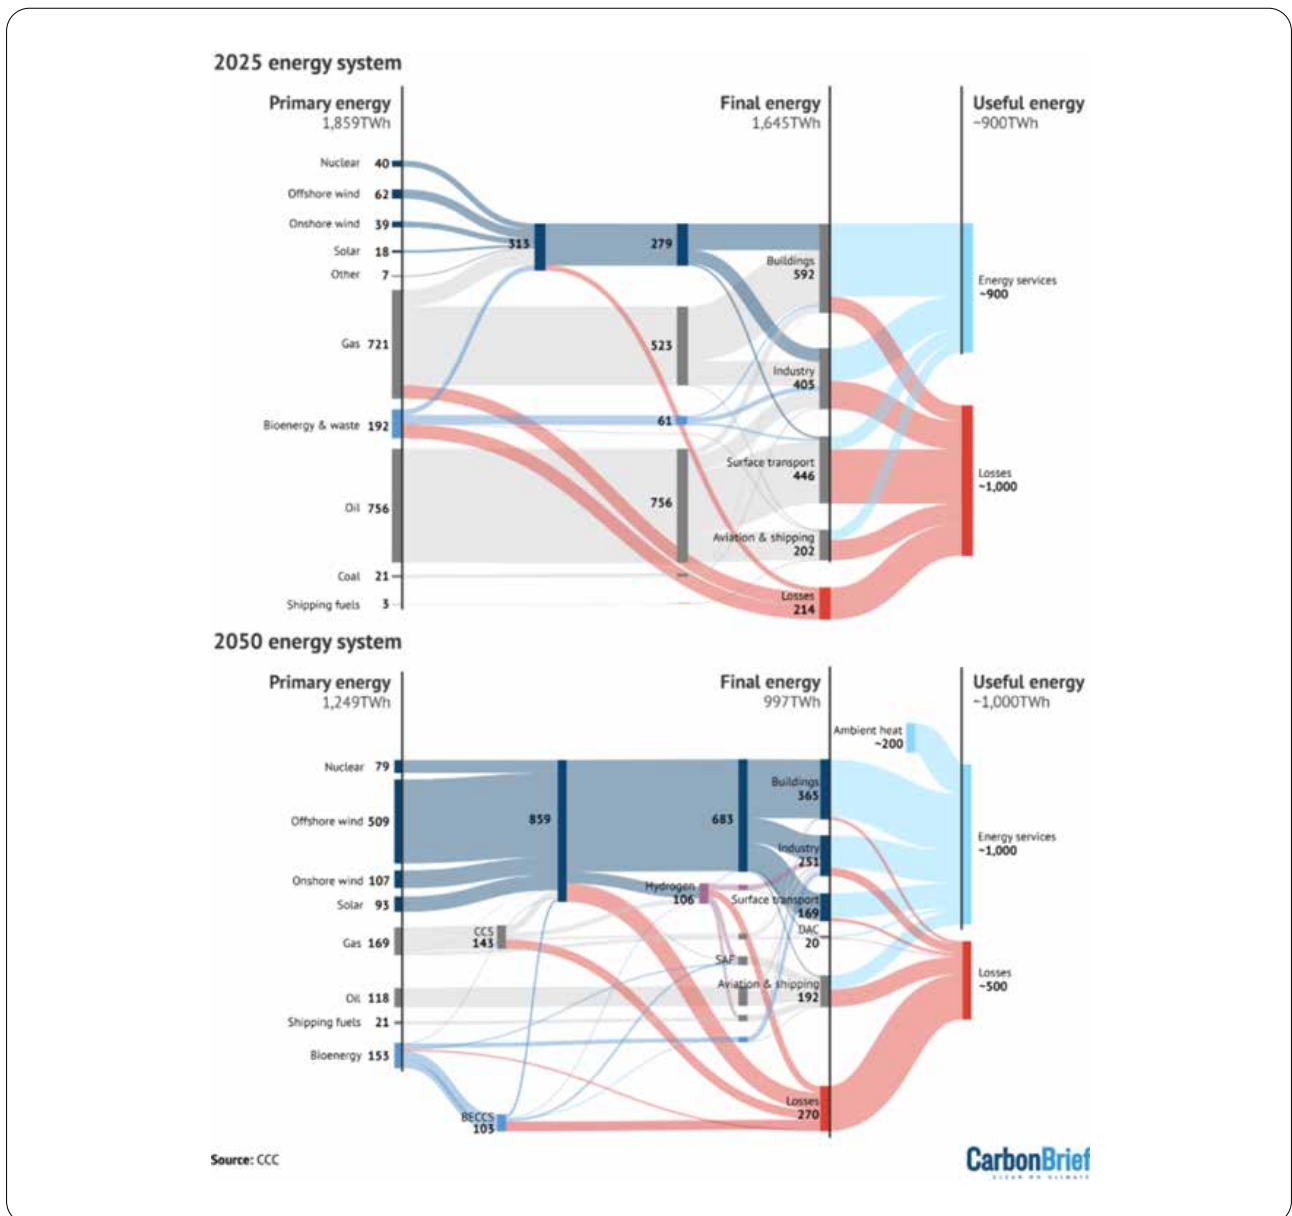 2025 energy system
Primary energy
1,859TWh
Final energy
1,645TWh
Useful energy
~900TWh
Nuclear 40
Offshore wind 62
Onshore wind 39
Solar 18
Other 7
Gas 721
Bioenergy & waste 192
Oil 756
Coal 21
Shipping fuels 3
313
279
523
61
756
Buildings
592
Industry
405
Surface transport
446
Aviation & shipping
202
Losses
214
Energy services
~900
Losses
~1,000
2050 energy system
Primary energy
1,249TWh
Final energy
997TWh
Useful energy
~1,000TWh
Nuclear 79
Offshore wind 509
Onshore wind 107
Solar 93
Gas 169
Oil 118
Shipping fuels 21
Bioenergy 153
CCS
143
BECCS
103
859
Hydrogen
106
683
SAF
Ambient heat
~200
Buildings
365
Industry
251
Surface transport
169
DAC
20
Aviation & shipping
192
Losses
270
Energy services
~1,000
Losses
~500
Source: CCC
CarbonBrief
CLEAR ON CLIMATE